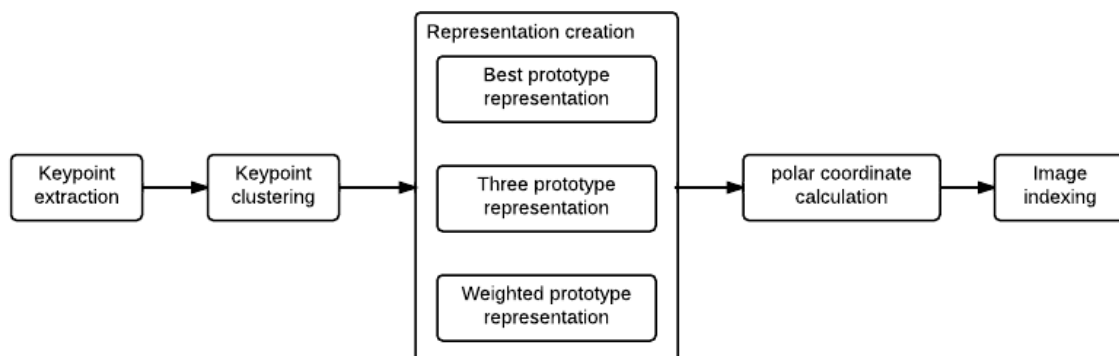 Keypoint
extraction
Keypoint
clustering
Representation creation
Best prototype
representation
Three prototype
representation
Weighted prototype
representation
polar coordinate
calculation
Image
indexing